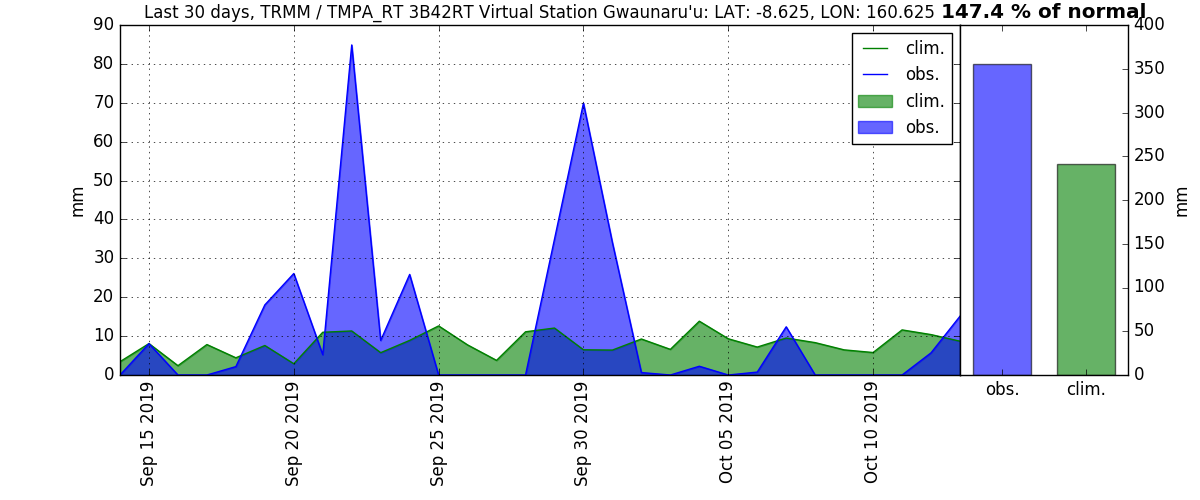 Last 30 days, TRMM / TMPA_RT 3B42RT Virtual Station Gwaunaru'u: LAT: -8.625, LON: 160.625 147.4 % of normal
90
80
70
60
50
40
30
20
10
0
mm
Sep 15 2019
Sep 20 2019
Sep 25 2019
Sep 30 2019
Oct 05 2019
Oct 10 2019
clim.
obs.
clim.
obs.
400
350
300
250
200
150
100
50
0
mm
obs.
clim.